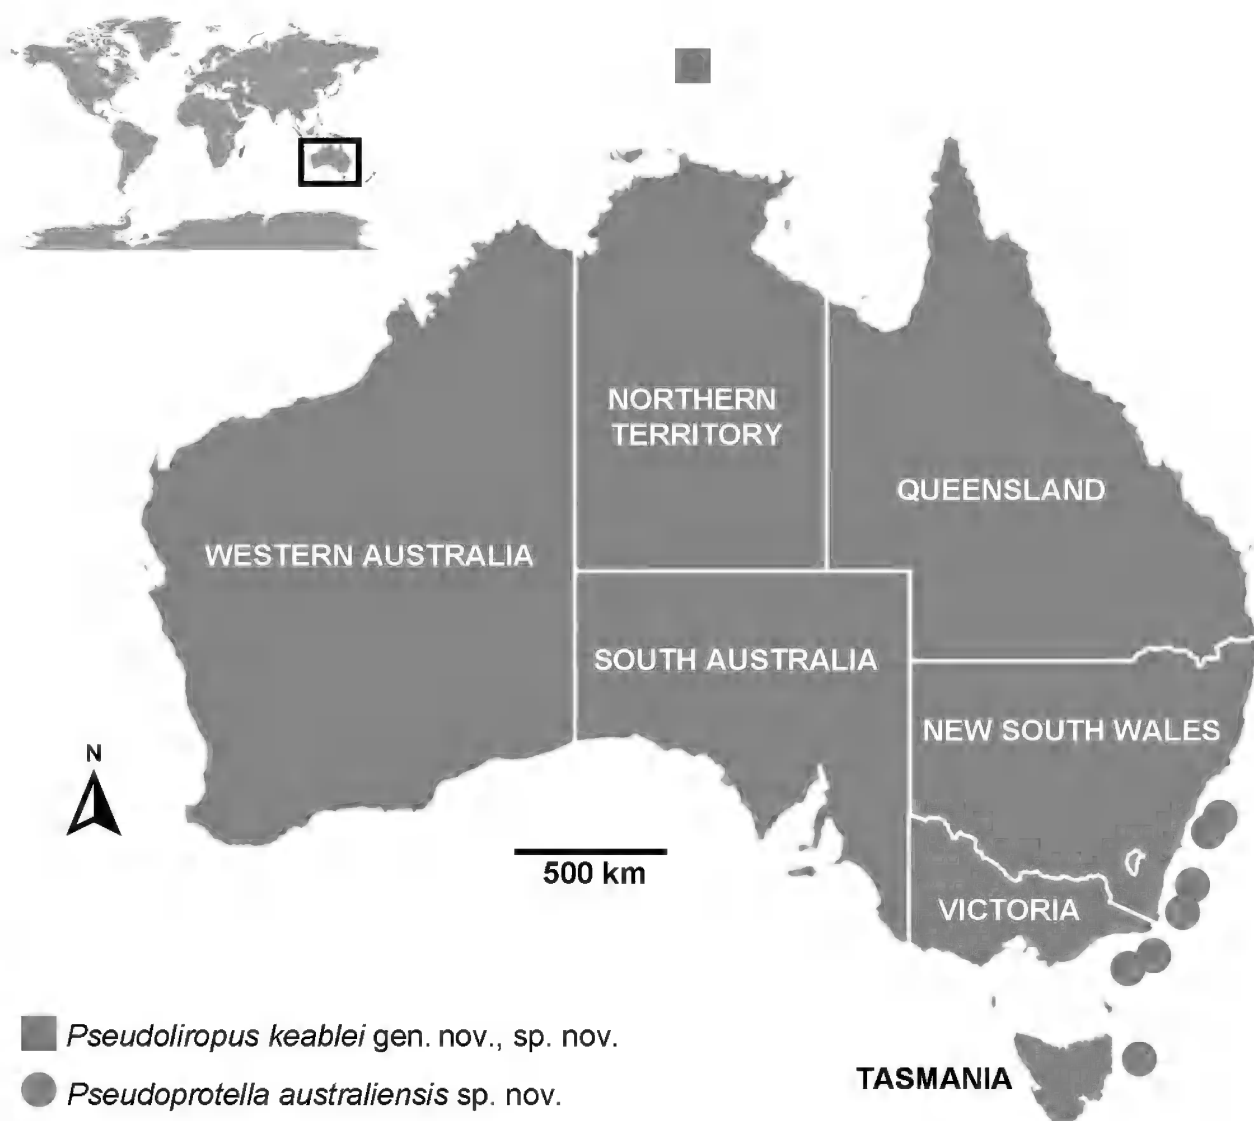 NORTHERN
TERRITORY
QUEENSLAND
WESTERN AUSTRALIA
SOUTH AUSTRALIA
NEW SOUTH WALES
N
500 km
VICTORIA
TASMANIA
Pseudoliropus keablei gen. nov., sp. nov.
Pseudoprotella australiensis sp. nov.